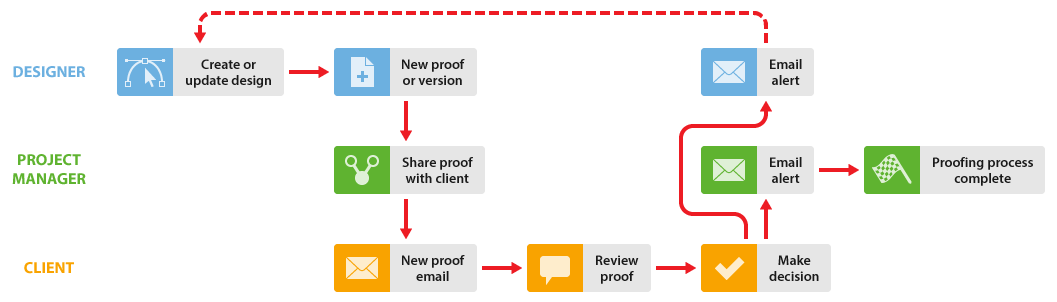 DESIGNER
Create or
update design
New proof
or version
Email
alert
PROJECT
MANAGER
Share proof
with client
Email
alert
Proofing process
complete
CLIENT
New proof
email
Review
proof
Make
decision